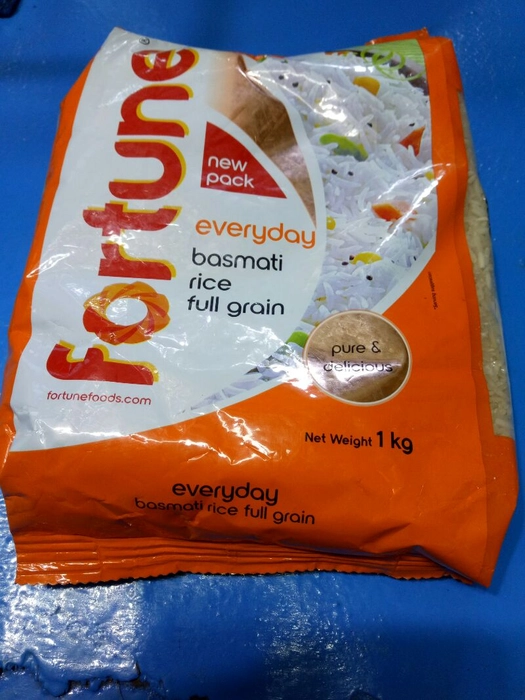 fortune
new
pack
everyday
basmati
rice
full grain
pure &
delicious
fortunefoods.com
Net Weight 1 kg
everyday
basmati rice full grain